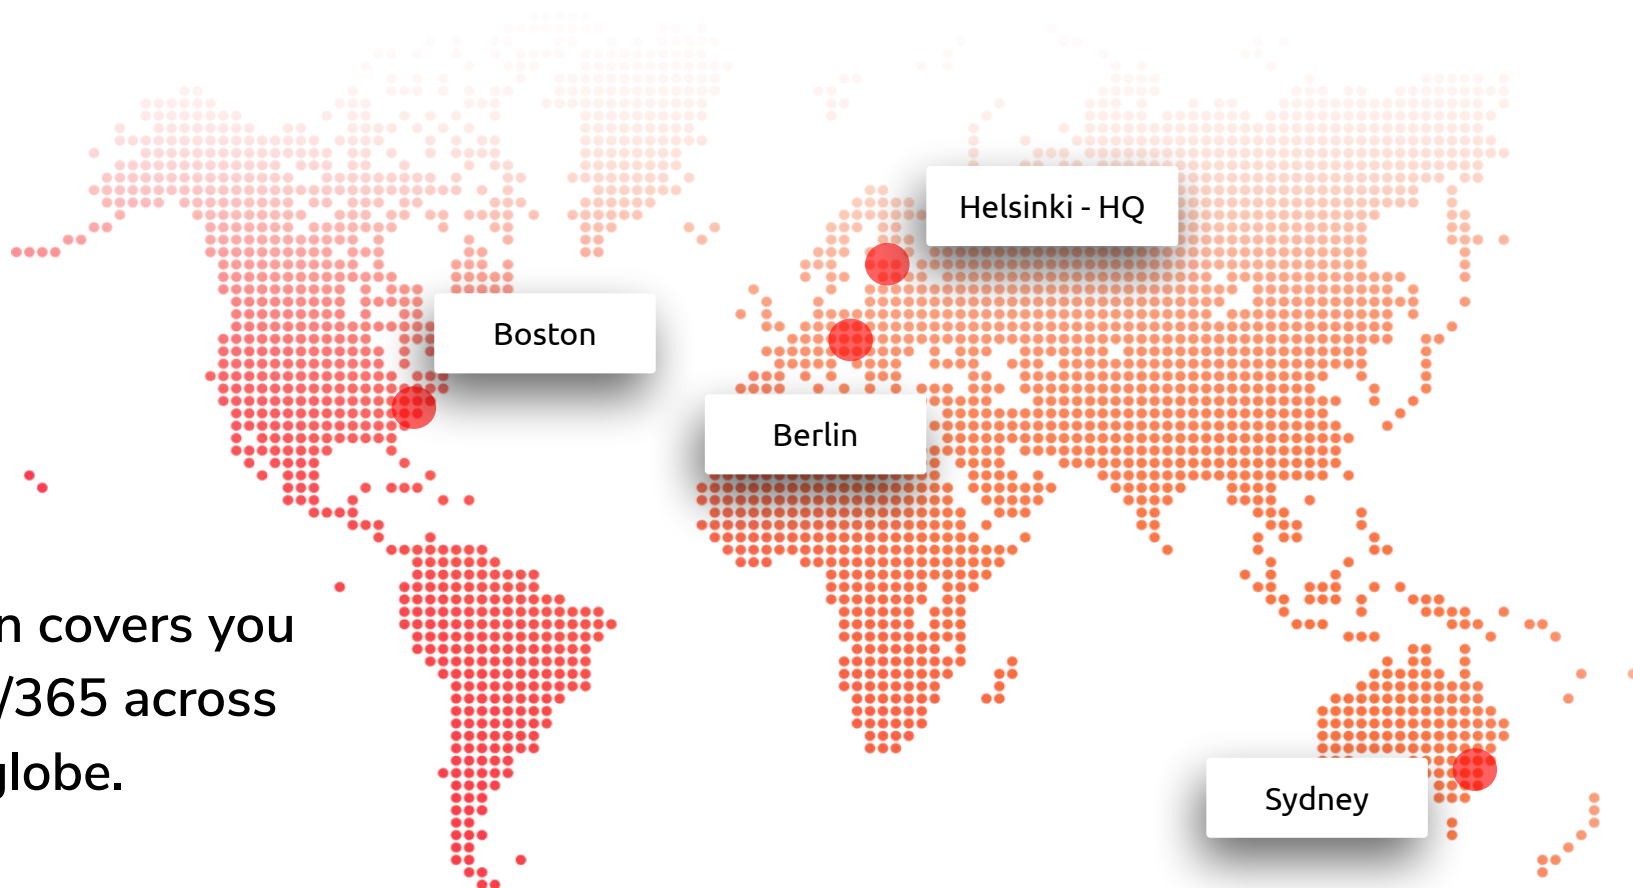 Helsinki - HQ
Boston
Berlin
n covers you
/365 across
globe.
Sydney